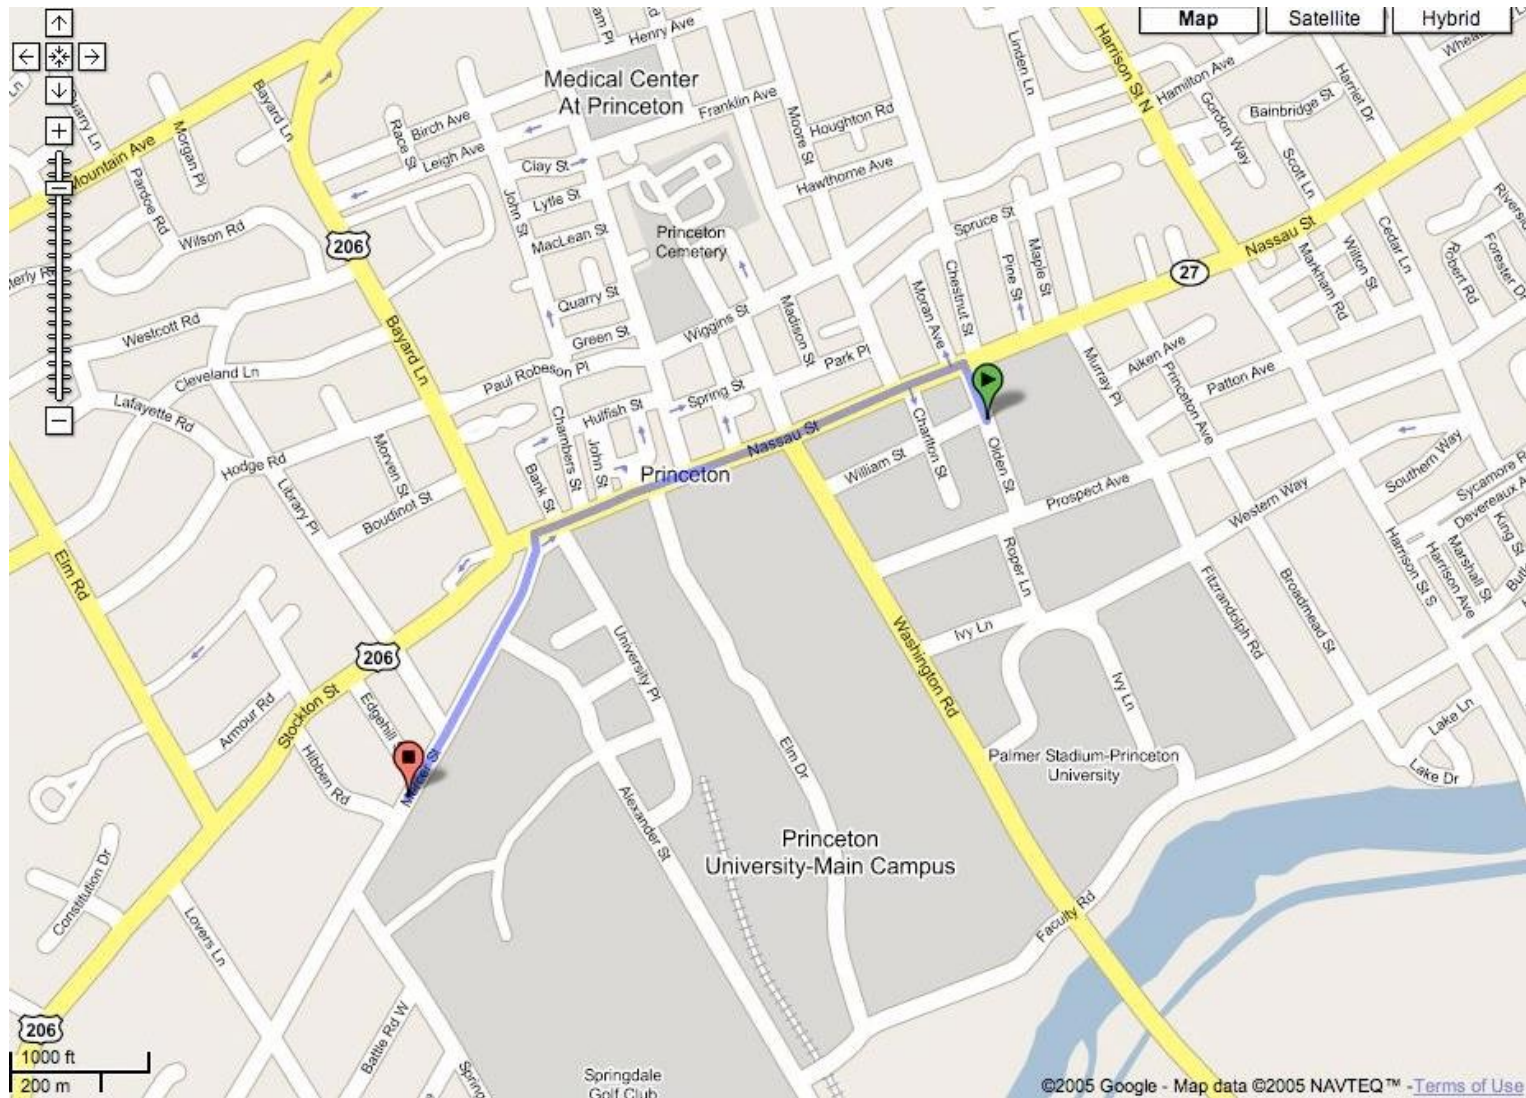 Map
Satellite
Hybrid
Henry Ave
Linden Ln
Harrison St N
Hamilton Ave
Harriet Dr
Medical Center
At Princeton
Franklin Ave
Moore St
Houghton Rd
Gordon Way
Bainbridge St
Quarry Ln
Morgan Pl
Bayard Ln
Race St
Birch Ave
Leigh Ave
Clay St
Mountain Ave
Pardoe Rd
Wilson Rd
Lytle St
John St
MacLean St
Princeton
Cemetery
Hawthorne Ave
Spruce St
Maple St
Pine St
Chestnut St
Moran Ave
Scott Ln
Nassau St
Cedar Ln
Wilton St
Markham Rd
Robert Rd
Forester Dr
206
27
Quarry St
Green St
Wiggins St
Madison St
Park Pl
Westcott Rd
Cleveland Ln
Lafayette Rd
Bayard Ln
Paul Robeson Pl
Spring St
Hulfish St
Chambers St
John St
Bank St
Murray Pl
Aiken Ave
Princeton Ave
Patton Ave
Hodge Rd
Morven St
Library Pl
Boudinot St
Princeton
Nassau St
William St
Charlton St
Olden St
Prospect Ave
Western Way
Southern Way
Harrison St S
Harrison Ave
Marshall St
King St
Elm Rd
Roper Ln
Ivy Ln
Ivy Ln
Fitzrandolph Rd
Broadmead St
Washington Rd
206
University Pl
Edgehill
Armour Rd
Stockton St
Hibben Rd
Mercer St
Elm Dr
Alexander St
Palmer Stadium-Princeton
University
Lake Ln
Lake Dr
Princeton
University-Main Campus
Faculty Rd
Constitution Dr
Lovers Ln
Battle Rd W
206
1000 ft
200 m
Springdale
Golf Club
©2005 Google - Map data ©2005 NAVTEQ™ - Terms of Use